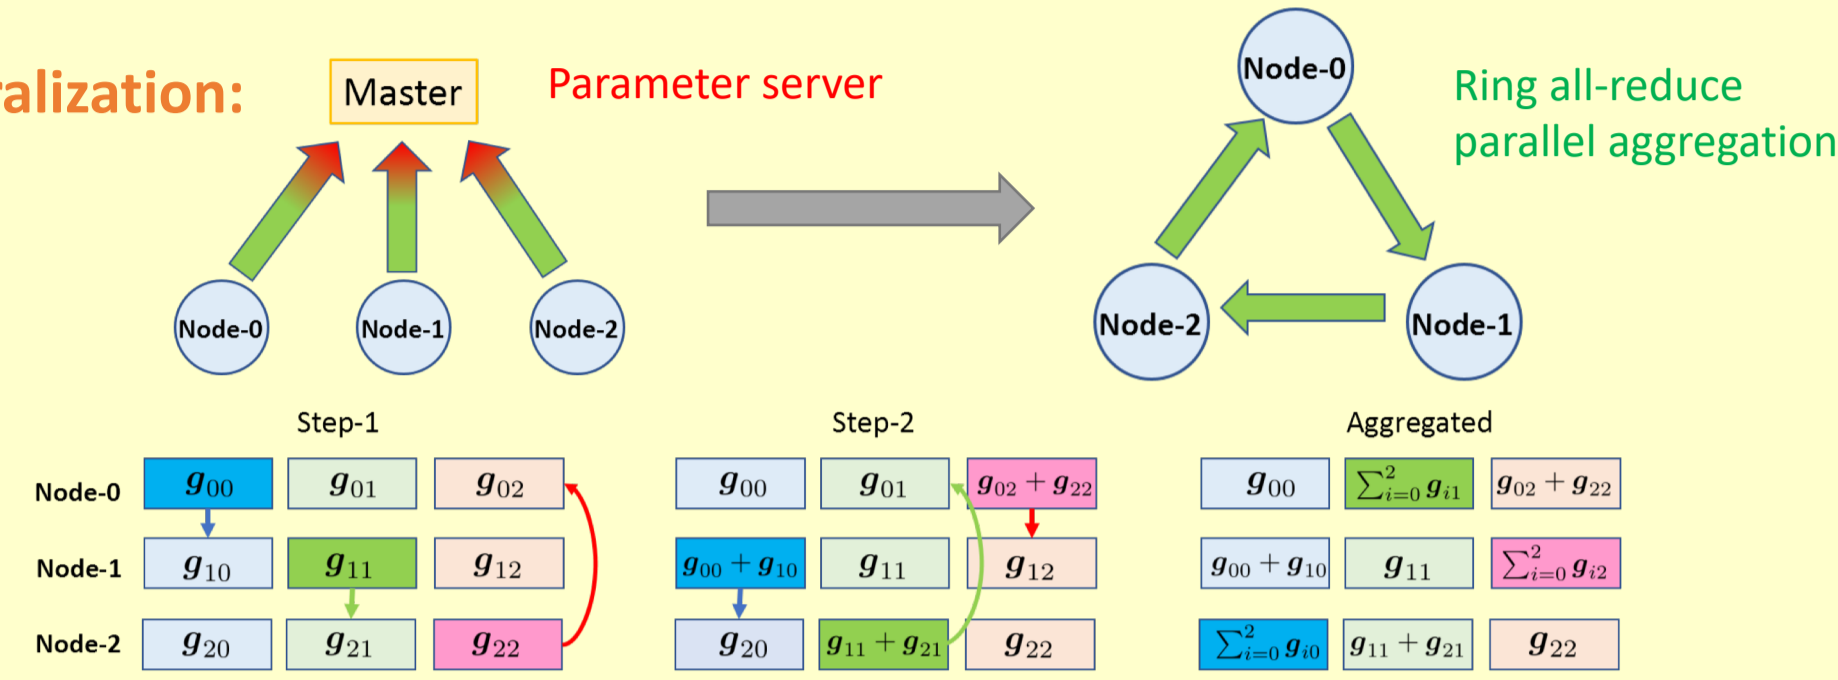 alization:
Master
Parameter server
Node-0
Node-1
Node-2
Node-0
Node-2
Node-1
Ring all-reduce
parallel aggregation
Step-1
Step-2
Aggregated
Node-0 g₀₀ g₀₁ g₀₂ g₀₀ g₀₁ g₀₂ + g₂₂ g₀₀ ∑²ᵢ₌₀ gᵢ₁ g₀₂ + g₂₂
Node-1 g₁₀ g₁₁ g₁₂ g₀₀ + g₁₀ g₁₁ g₁₂ g₀₀ + g₁₀ g₁₁ ∑²ᵢ₌₀ gᵢ₂
Node-2 g₂₀ g₂₁ g₂₂ g₂₀ g₁₁ + g₂₁ g₂₂ ∑²ᵢ₌₀ gᵢ₀ g₁₁ + g₂₁ g₂₂